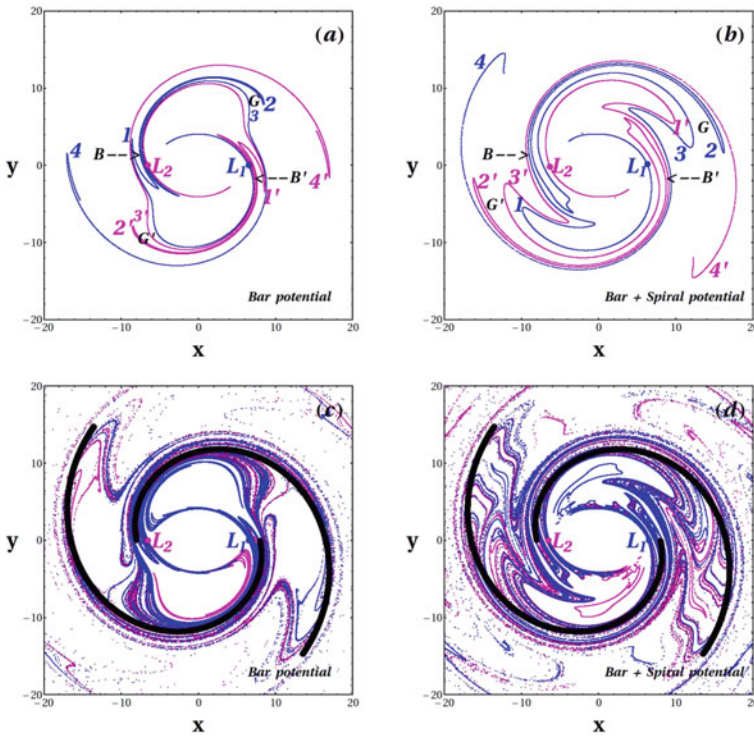 (a)
20
10
0
−10
−20
y
1
B --->
L₂
4
G
2
3
L₁
<--- B'
1'
4'
2'
3'
G'
Bar potential
−20 −10 0 10 20
x
(b)
20
10
0
−10
−20
y
4
B --->
L₂
2'
3'
G'
1
1'
G
3
2
L₁
<--- B'
4'
Bar + Spiral potential
−20 −10 0 10 20
x
(c)
20
10
0
−10
−20
y
L₂
L₁
Bar potential
−20 −10 0 10 20
x
(d)
20
10
0
−10
−20
y
L₂
L₁
Bar + Spiral potential
−20 −10 0 10 20
x